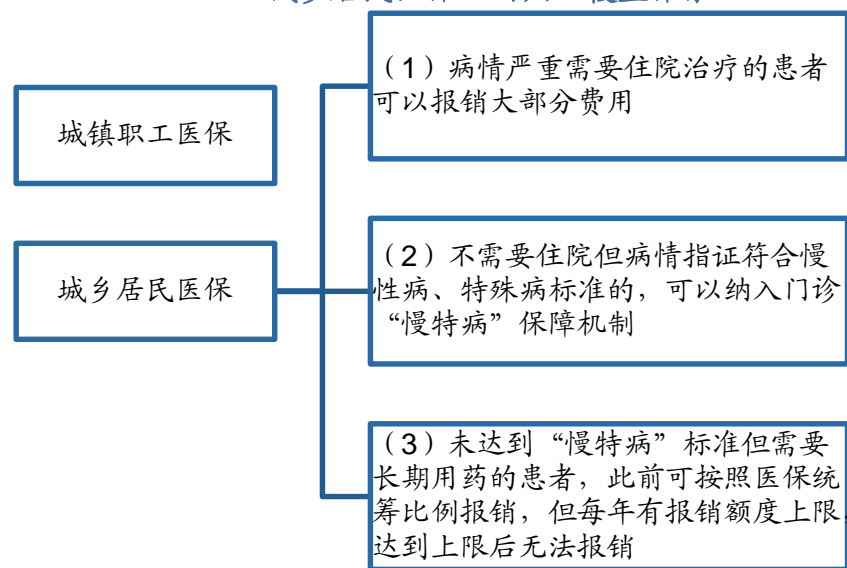 城镇职工医保
城乡居民医保
（1）病情严重需要住院治疗的患者
可以报销大部分费用
（2）不需要住院但病情指证符合慢
性病、特殊病标准的，可以纳入门诊
“慢特病”保障机制
（3）未达到“慢特病”标准但需要
长期用药的患者，此前可按照医保统
筹比例报销，但每年有报销额度上限，
达到上限后无法报销